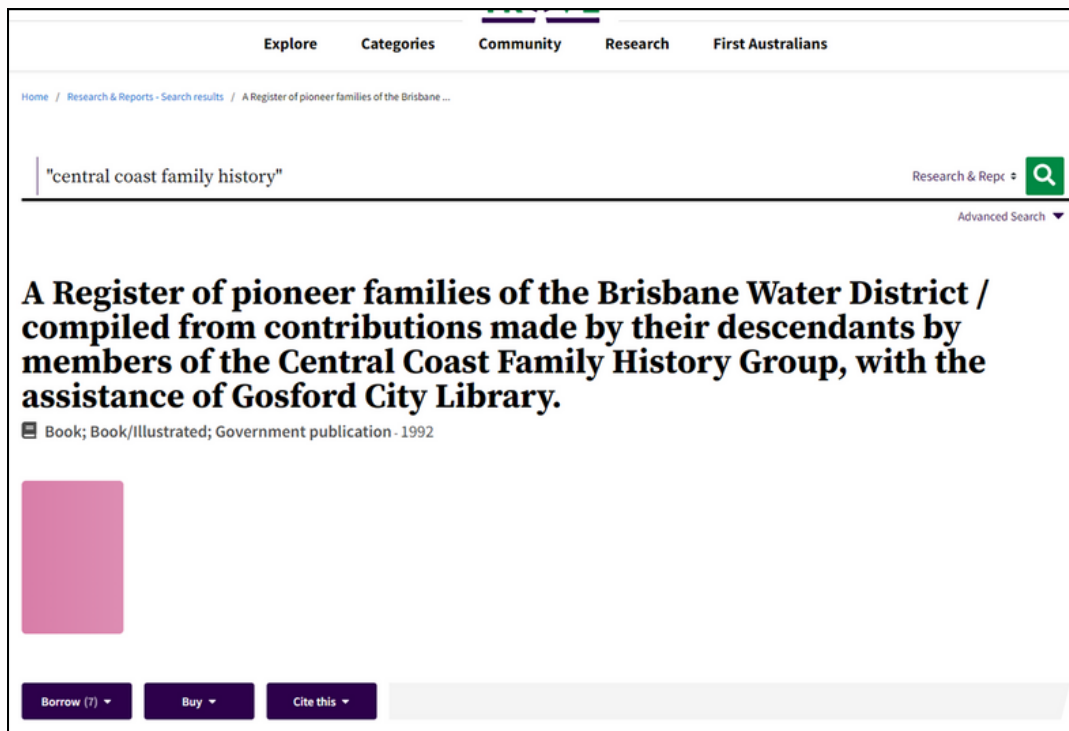 Explore Categories Community Research First Australians
Home / Research & Reports - Search results / A Register of pioneer families of the Brisbane ...
"central coast family history" Research & Repc
Advanced Search
A Register of pioneer families of the Brisbane Water District /
compiled from contributions made by their descendants by
members of the Central Coast Family History Group, with the
assistance of Gosford City Library.
Book; Book/Illustrated; Government publication - 1992
Borrow (7) Buy Cite this